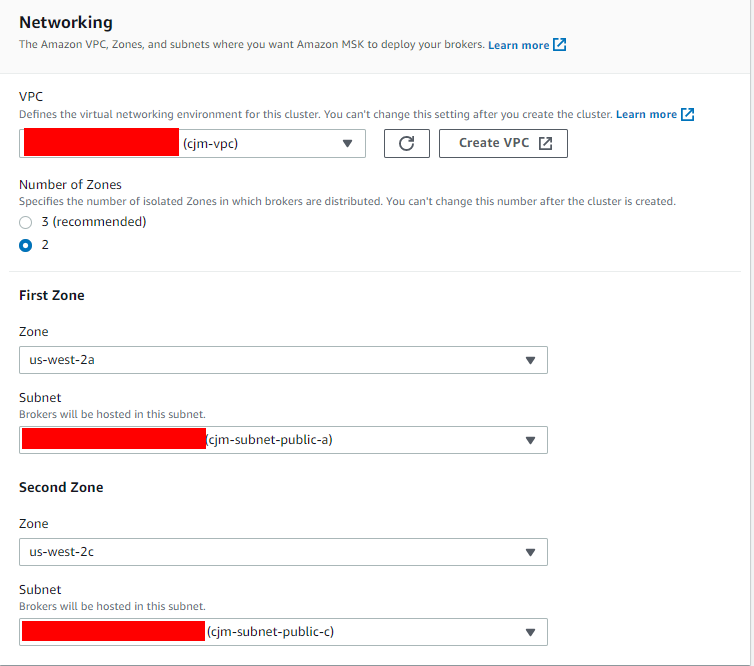 Networking
The Amazon VPC, Zones, and subnets where you want Amazon MSK to deploy your brokers. Learn more
VPC
Defines the virtual networking environment for this cluster. You can't change this setting after you create the cluster. Learn more
(cjm-vpc)
Create VPC
Number of Zones
Specifies the number of isolated Zones in which brokers are distributed. You can't change this number after the cluster is created.
3 (recommended)
2
First Zone
Zone
us-west-2a
Subnet
Brokers will be hosted in this subnet.
(cjm-subnet-public-a)
Second Zone
Zone
us-west-2c
Subnet
Brokers will be hosted in this subnet.
(cjm-subnet-public-c)